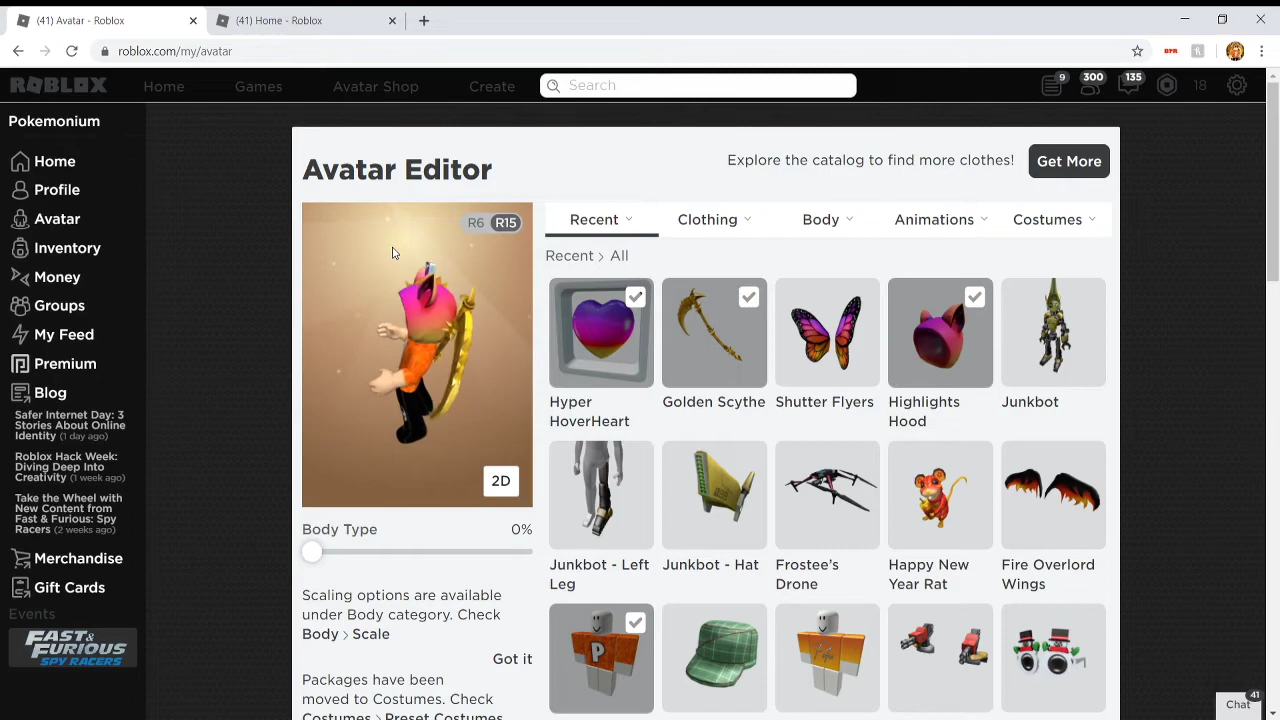 (41) Avatar - Roblox
(41) Home - Roblox
roblox.com/my/avatar
BPR
ROBLOX
Home
Games
Avatar Shop
Create
Search
9
300
135
18
Pokemonium
Home
Profile
Avatar
Inventory
Money
Groups
My Feed
Premium
Blog
Safer Internet Day: 3
Stories About Online
Identity (1 day ago)
Roblox Hack Week:
Diving Deep Into
Creativity (1 week ago)
Take the Wheel with
New Content from
Fast & Furious: Spy
Racers (2 weeks ago)
Merchandise
Gift Cards
Events
FAST & FURIOUS
SPY RACERS
Avatar Editor
Explore the catalog to find more clothes!
Get More
R6 R15
2D
Body Type 0%
Scaling options are available
under Body category. Check
Body > Scale
Got it
Packages have been
moved to Costumes. Check
Costumes > Preset Costumes
Recent
Clothing
Body
Animations
Costumes
Recent > All
Hyper
HoverHeart
Golden Scythe
Shutter Flyers
Highlights
Hood
Junkbot
Junkbot - Left
Leg
Junkbot - Hat
Frostee's
Drone
Happy New
Year Rat
Fire Overlord
Wings
P
Chat
41